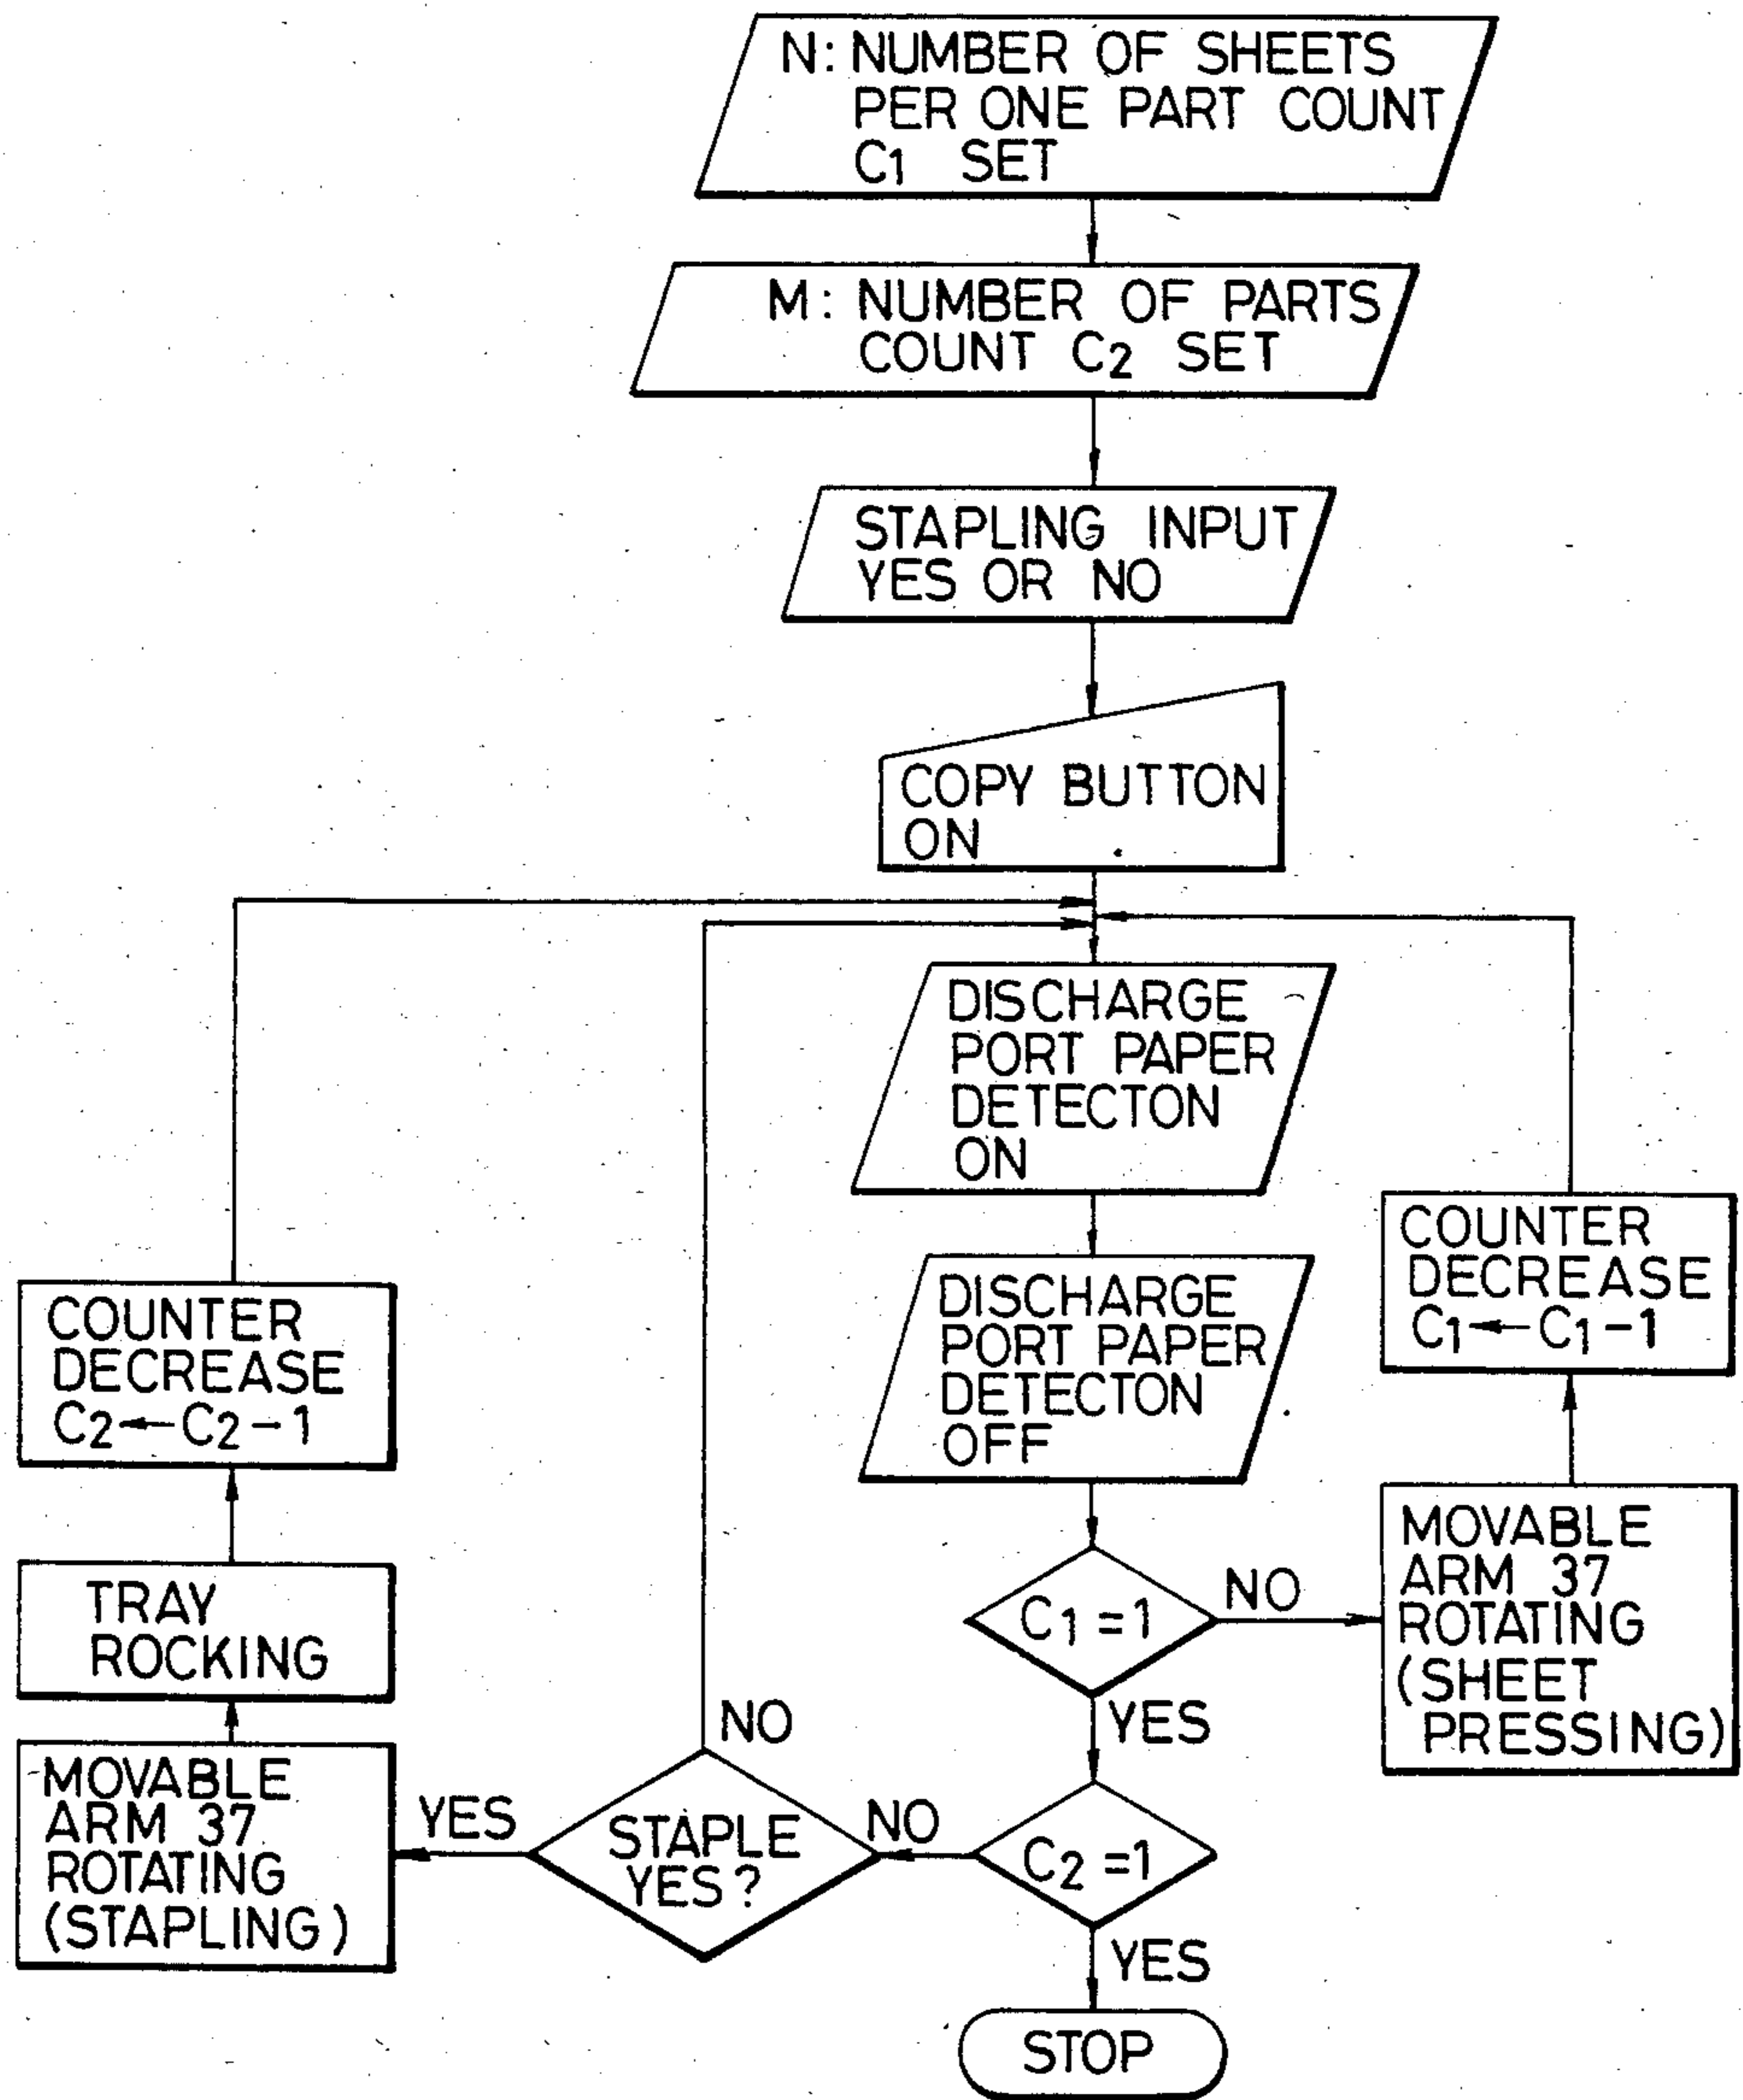 N: NUMBER OF SHEETS
PER ONE PART COUNT
C1 SET
M: NUMBER OF PARTS
COUNT C2 SET
STAPLING INPUT
YES OR NO
COPY BUTTON
ON
DISCHARGE
PORT PAPER
DETECTON
ON
DISCHARGE
PORT PAPER
DETECTON
OFF
C1=1
NO
MOVABLE
ARM 37
ROTATING
(SHEET
PRESSING)
COUNTER
DECREASE
C1←C1-1
YES
C2=1
YES
STOP
NO
STAPLE
YES?
NO
YES
MOVABLE
ARM 37
ROTATING
(STAPLING)
TRAY
ROCKING
COUNTER
DECREASE
C2←C2-1